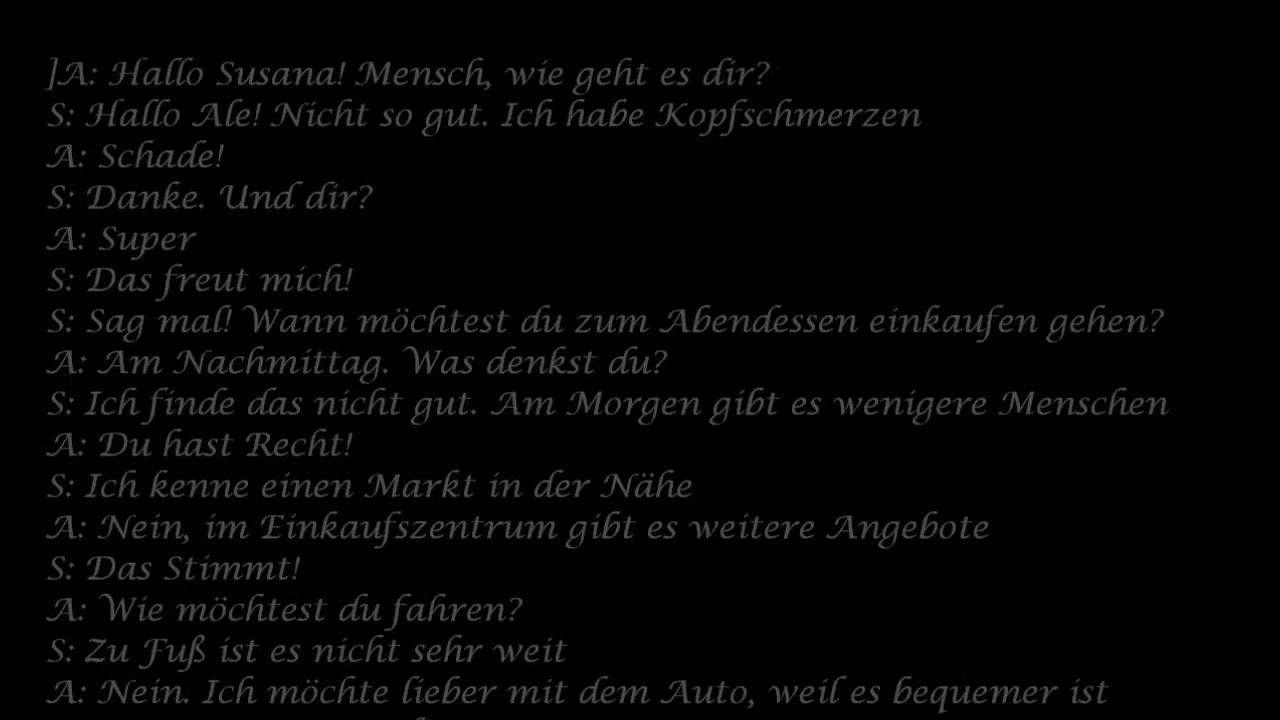 ]A: Hallo Susana! Mensch, wie geht es dir?
S: Hallo Ale! Nicht so gut. Ich habe Kopfschmerzen
A: Schade!
S: Danke. Und dir?
A: Super
S: Das freut mich!
S: Sag mal! Wann möchtest du zum Abendessen einkaufen gehen?
A: Am Nachmittag. Was denkst du?
S: Ich finde das nicht gut. Am Morgen gibt es wenigere Menschen
A: Du hast Recht!
S: Ich kenne einen Markt in der Nähe
A: Nein, im Einkaufszentrum gibt es weitere Angebote
S: Das Stimmt!
A: Wie möchtest du fahren?
S: Zu Fuß ist es nicht sehr weit
A: Nein. Ich möchte lieber mit dem Auto, weil es bequemer ist